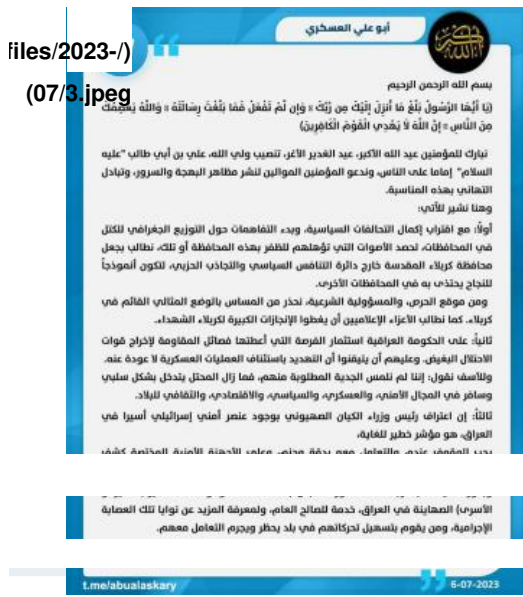 أبو علي العسكري
files/2023-/)
(07/3.jpeg
بسم الله الرحمن الرحيم
(يَا أَيُّهَا الرَّسُولُ بَلِّغْ مَا أُنزِلَ إِلَيْكَ مِن رَّبِّكَ ۖ وَإِن لَّمْ تَفْعَلْ فَمَا بَلَّغْتَ رِسَالَتَهُ ۚ وَاللَّهُ يَعْصِمُكَ
مِنَ النَّاسِ ۗ إِنَّ اللَّهَ لَا يَهْدِي الْقَوْمَ الْكَافِرِينَ)
نبارك للمؤمنين عيد الله الأكبر، عيد الغدير الأغر، تنصيب ولي الله، علي بن أبي طالب "عليه
السلام" إماما على الناس، وندعو المؤمنين الموالين لنشر مظاهر البهجة والسرور، وتبادل
التهاني بهذه المناسبة.
وهنا نشير للآتي:
أولاً: مع اقتراب إكمال التحالفات السياسية، وبدء التفاهمات حول التوزيع الجغرافي للكتل
في المحافظات، لحصد الأصوات التي تؤهلهم للظفر بهذه المحافظة أو تلك، نطالب بجعل
محافظة كربلاء المقدسة خارج دائرة التنافس السياسي والتجاذب الحزبي، لتكون أنموذجاً
للنجاح يحتذى به في المحافظات الأخرى.
ومن موقع الحرص، والمسؤولية الشرعية، نحذر من المساس بالوضع المثالي القائم في
كربلاء. كما نطالب الأعزاء الإعلاميين أن يغطوا الإنجازات الكبيرة لكربلاء الشهداء.
ثانياً: على الحكومة العراقية استثمار الفرصة التي أعطتها فصائل المقاومة لإخراج قوات
الاحتلال البغيض. وعليهم أن يتيقنوا أن التهديد باستئناف العمليات العسكرية لا عودة عنه.
وللأسف نقول: إننا لم نلمس الجدية المطلوبة منهم، فما زال المحتل يتدخل بشكل سلبي
وسافر في المجال الأمني، والعسكري، والسياسي، والاقتصادي، والثقافي للبلاد.
ثالثاً: إن اعتراف رئيس وزراء الكيان الصهيوني بوجود عنصر أمني إسرائيلي أسيرا في
العراق، هو مؤشر خطير للغاية،
الأسرى) الصهاينة في العراق، خدمة للصالح العام، ولمعرفة المزيد عن نوايا تلك العصابة
الإجرامية، ومن يقوم بتسهيل تحركاتهم في بلد يحظر ويجرم التعامل معهم.
t.me/abualaskary
6-07-2023